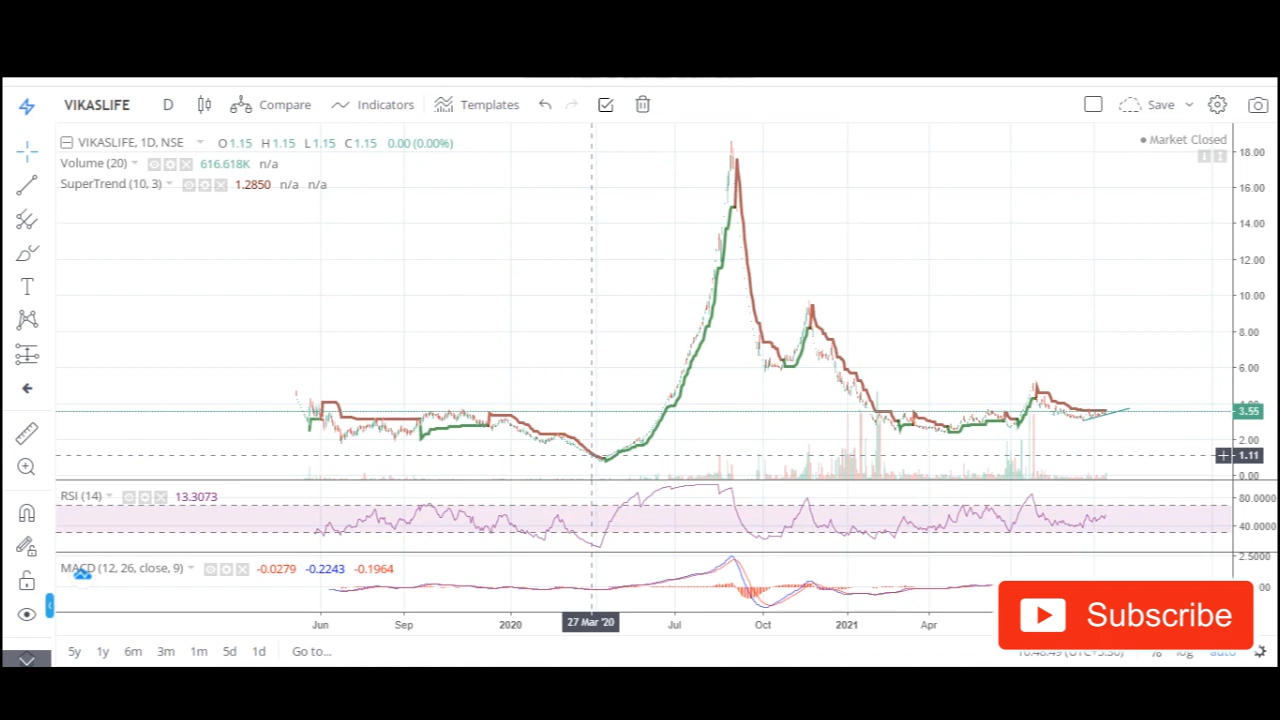 VIKASLIFE D Compare Indicators Templates Save
VIKASLIFE, 1D, NSE O 1.15 H 1.15 L 1.15 C 1.15 0.00 (0.00%)
Market Closed
Volume (20) 616.618K n/a
SuperTrend (10, 3) 1.2850 n/a n/a
18.00
16.00
14.00
12.00
10.00
8.00
6.00
3.55
2.00
1.11
0.00
RSI (14) 13.3073
80.0000
40.0000
2.5000
MACD (12, 26, close, 9) -0.0279 -0.2243 -0.1964
00
Subscribe
Jun Sep 2020 27 Mar '20 Jul Oct 2021 Apr
5y 1y 6m 3m 1m 5d 1d Go to...
% log auto